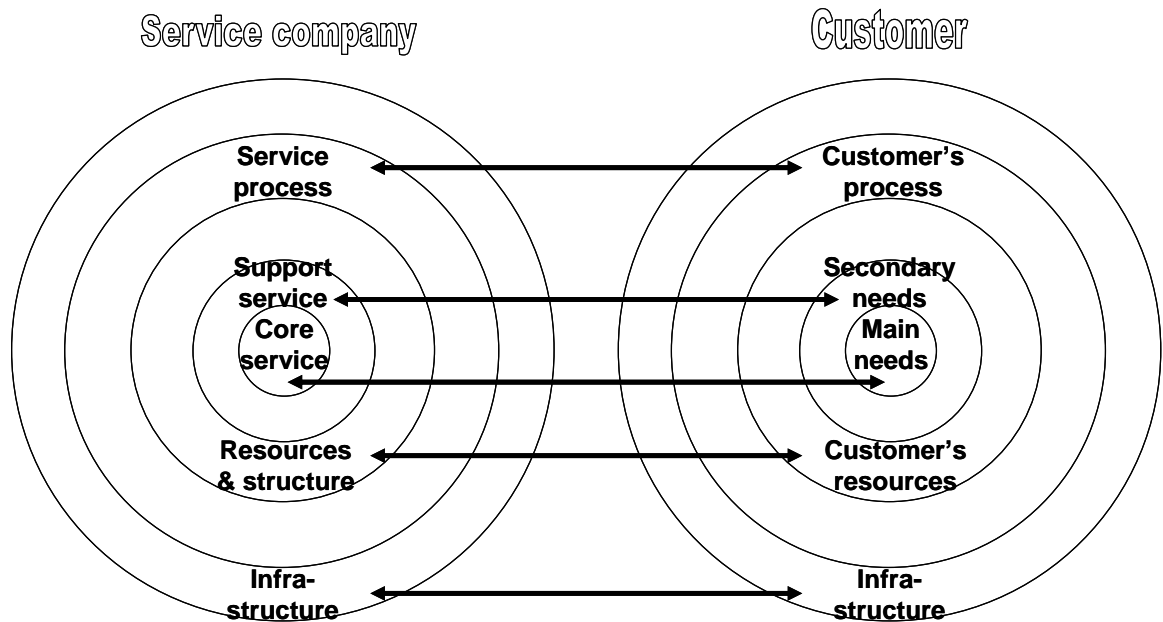 Service company
Customer
Service
process
Customer's
process
Support
service
Secondary
needs
Core
service
Main
needs
Resources
& structure
Customer's
resources
Infra-
structure
Infra-
structure